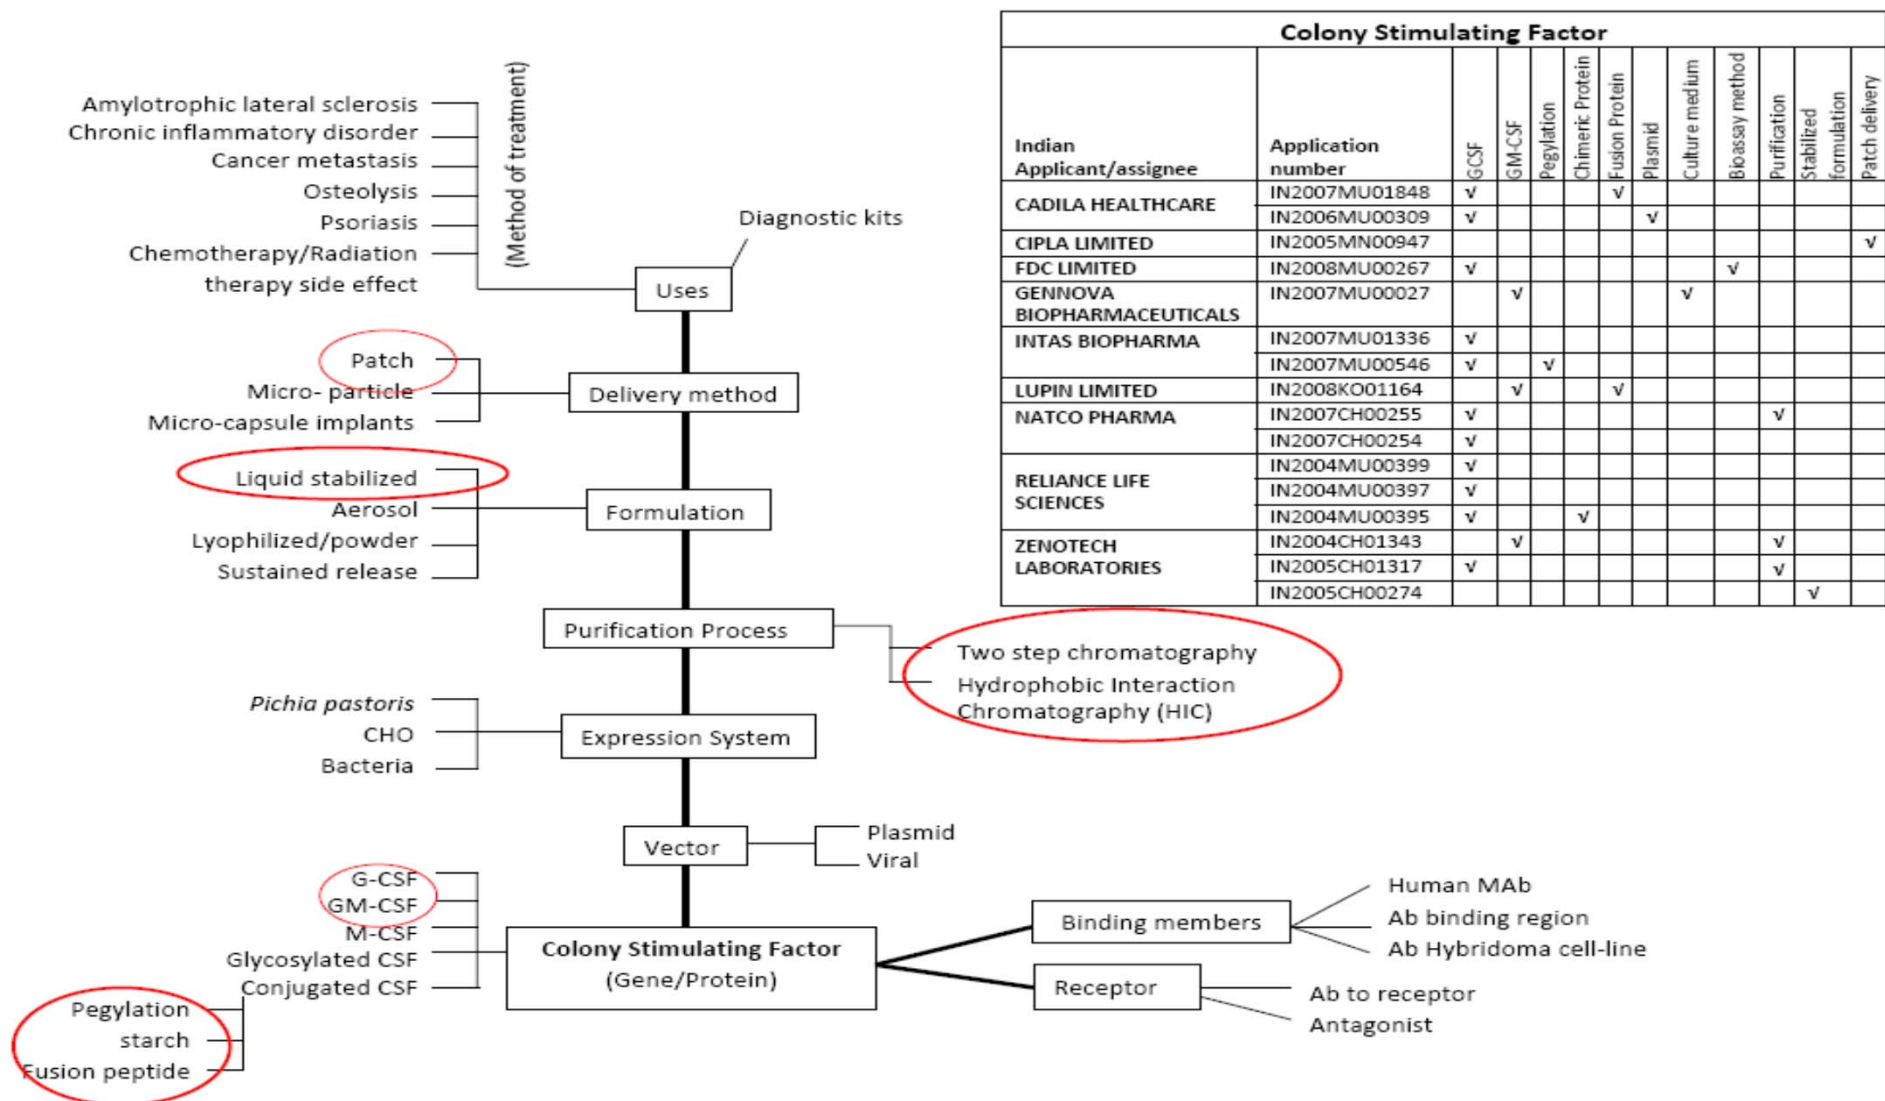 Amylotrophic lateral sclerosis
Chronic inflammatory disorder
Cancer metastasis
Osteolysis
Psoriasis
Chemotherapy/Radiation
therapy side effect
(Method of treatment)
Diagnostic kits
Uses
Patch
Micro- particle
Micro-capsule implants
Delivery method
Liquid stabilized
Aerosol
Lyophilized/powder
Sustained release
Formulation
Purification Process
Two step chromatography
Hydrophobic Interaction
Chromatography (HIC)
Pichia pastoris
CHO
Bacteria
Expression System
Vector
Plasmid
Viral
G-CSF
GM-CSF
M-CSF
Glycosylated CSF
Conjugated CSF
Pegylation
starch
Fusion peptide
Colony Stimulating Factor
(Gene/Protein)
Binding members
Human MAb
Ab binding region
Ab Hybridoma cell-line
Receptor
Ab to receptor
Antagonist
Colony Stimulating Factor
Indian
Applicant/assignee
Application
number
GCSF
GM-CSF
Pegylation
Chimeric Protein
Fusion Protein
Plasmid
Culture medium
Bioassay method
Purification
Stabilized
formulation
Patch delivery
CADILA HEALTHCARE
IN2007MU01848 √ √
IN2006MU00309 √ √
CIPLA LIMITED IN2005MN00947 √
FDC LIMITED IN2008MU00267 √ √
GENNOVA
BIOPHARMACEUTICALS
IN2007MU00027 √ √
INTAS BIOPHARMA IN2007MU01336 √
IN2007MU00546 √ √
LUPIN LIMITED IN2008KO01164 √ √
NATCO PHARMA IN2007CH00255 √ √
IN2007CH00254 √
RELIANCE LIFE
SCIENCES
IN2004MU00399 √
IN2004MU00397 √
IN2004MU00395 √ √
ZENOTECH
LABORATORIES
IN2004CH01343 √ √
IN2005CH01317 √ √
IN2005CH00274 √